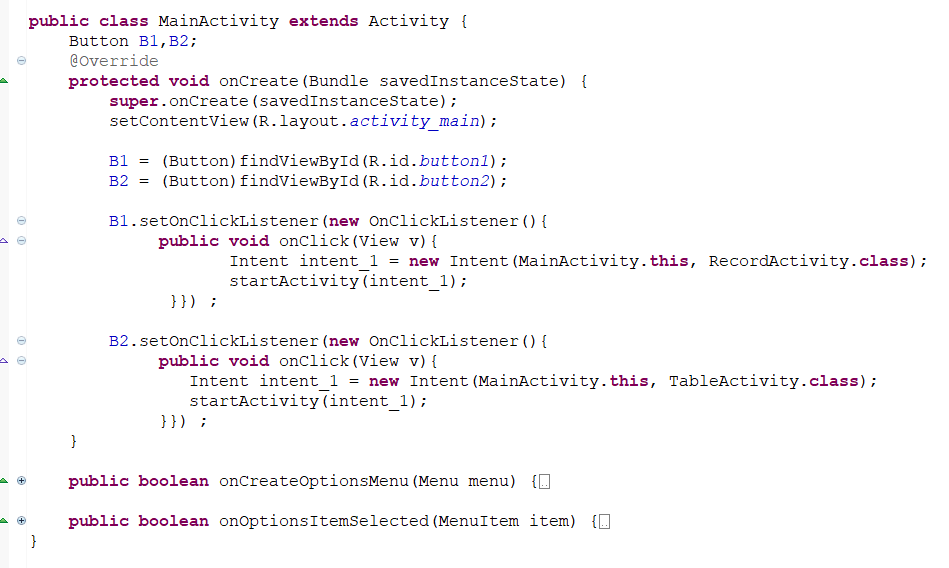 public class MainActivity extends Activity {
Button B1,B2;
@Override
protected void onCreate(Bundle savedInstanceState) {
super.onCreate(savedInstanceState);
setContentView(R.layout.activity_main);
B1 = (Button)findViewById(R.id.button1);
B2 = (Button)findViewById(R.id.button2);
B1.setOnClickListener(new OnClickListener(){
public void onClick(View v){
Intent intent_1 = new Intent(MainActivity.this, RecordActivity.class);
startActivity(intent_1);
}}) ;
B2.setOnClickListener(new OnClickListener(){
public void onClick(View v){
Intent intent_1 = new Intent(MainActivity.this, TableActivity.class);
startActivity(intent_1);
}}) ;
}
public boolean onCreateOptionsMenu(Menu menu) {..
public boolean onOptionsItemSelected(MenuItem item) {..
}